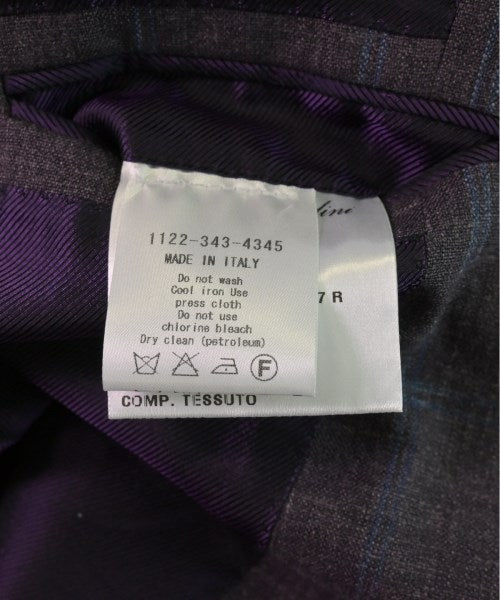 1122-343-4345
MADE IN ITALY
Do not wash
Cool iron Use
press cloth
Do not use
chlorine bleach
Dry clean (petroleum)
F
7 R
COMP. TESSUTO